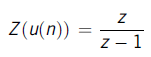 Z(u(n)) = z / (z − 1)